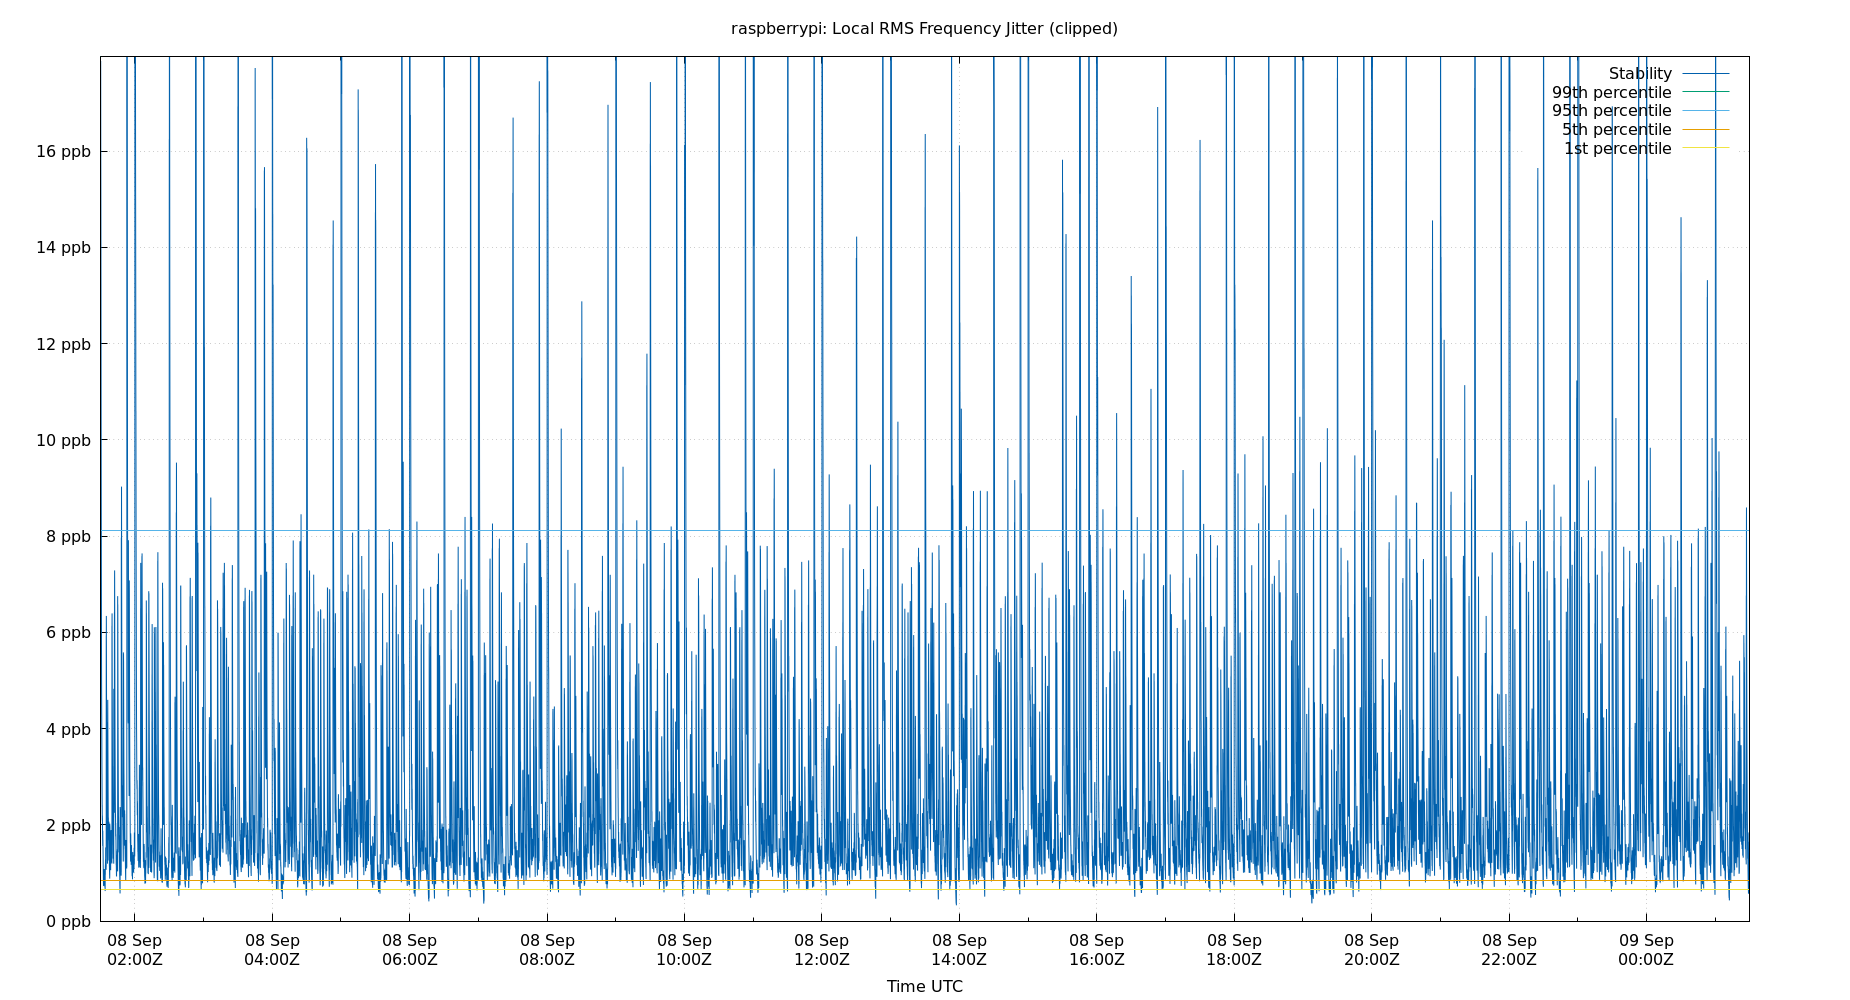 raspberrypi: Local RMS Frequency Jitter (clipped)
Stability
99th percentile
95th percentile
5th percentile
1st percentile
16 ppb
14 ppb
12 ppb
10 ppb
8 ppb
6 ppb
4 ppb
2 ppb
0 ppb
08 Sep 08 Sep 08 Sep 08 Sep 08 Sep 08 Sep 08 Sep 08 Sep 08 Sep 08 Sep 08 Sep 09 Sep
02:00Z 04:00Z 06:00Z 08:00Z 10:00Z 12:00Z 14:00Z 16:00Z 18:00Z 20:00Z 22:00Z 00:00Z
Time UTC